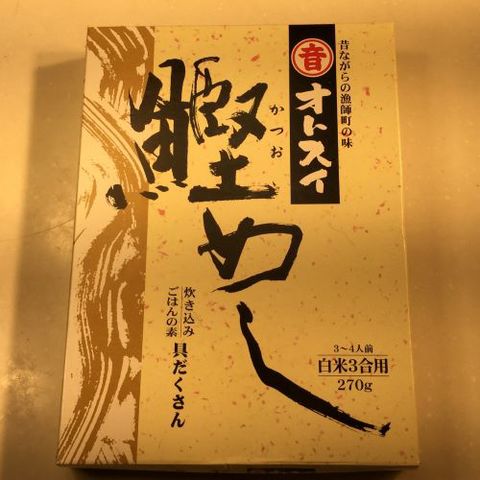 昔ながらの漁師町の味
音
オトスイ
鰹めし
かつお
炊き込み
ごはんの素
具だくさん
3〜4人前
白米3合用
270g